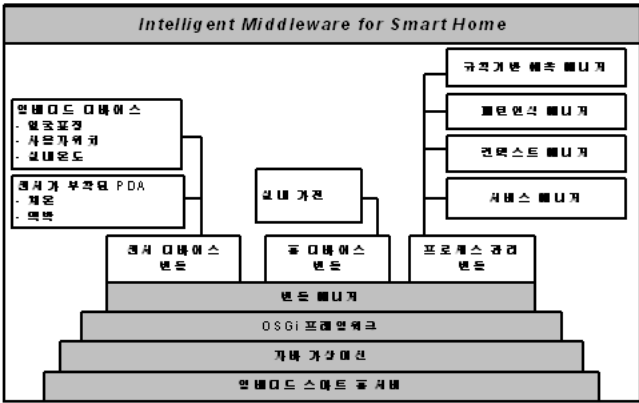 Intelligent Middleware for Smart Home
규칙기반 예측 매니저
패턴인식 매니저
컨텍스트 매니저
서비스 매니저
임베디드 디바이스
- 얼굴표정
- 사용자위치
- 실내온도
센서가 부착된 PDA
- 체온
- 맥박
실내 가전
센서 디바이스
번들
홈 디바이스
번들
프로세스 관리
번들
번들 매니저
OSGi 프레임워크
자바 가상머신
임베디드 스마트 홈 서버